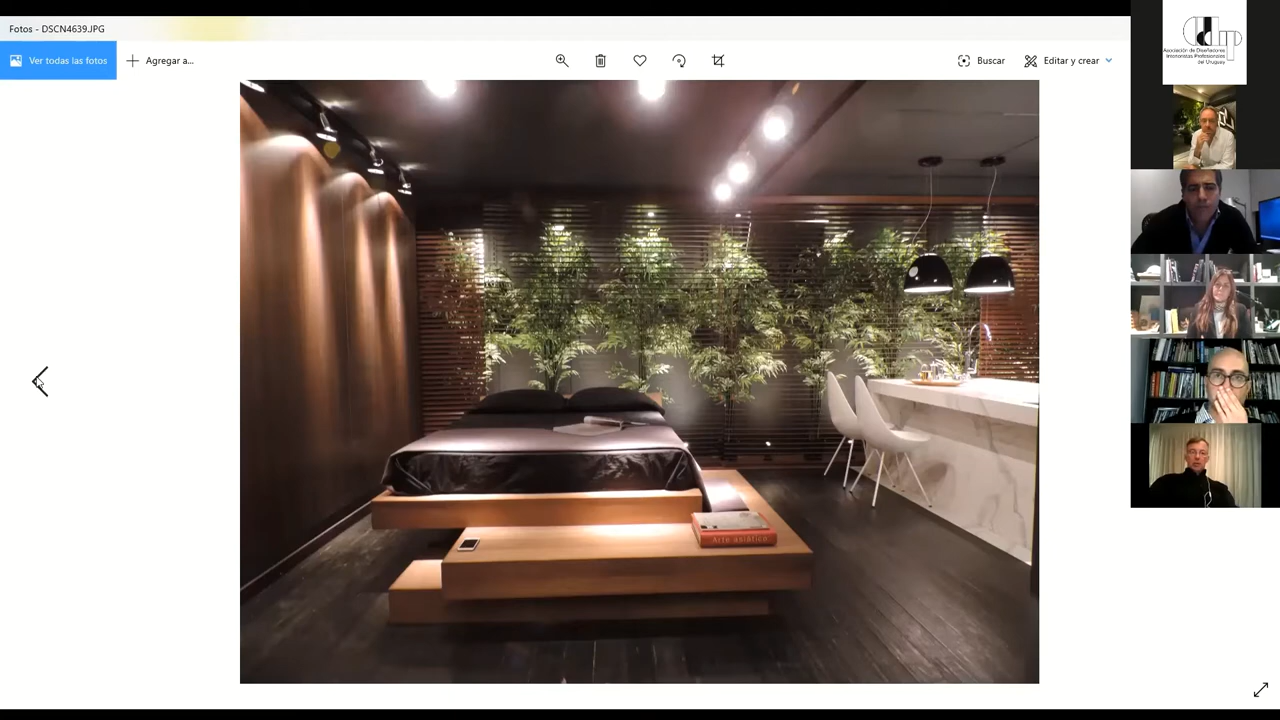 Fotos - DSCN4639.JPG
Ver todas las fotos
Agregar a...
Buscar
Editar y crear
Asociación de Diseñadores
Interioristas Profesionales
del Uruguay
Arte asiático